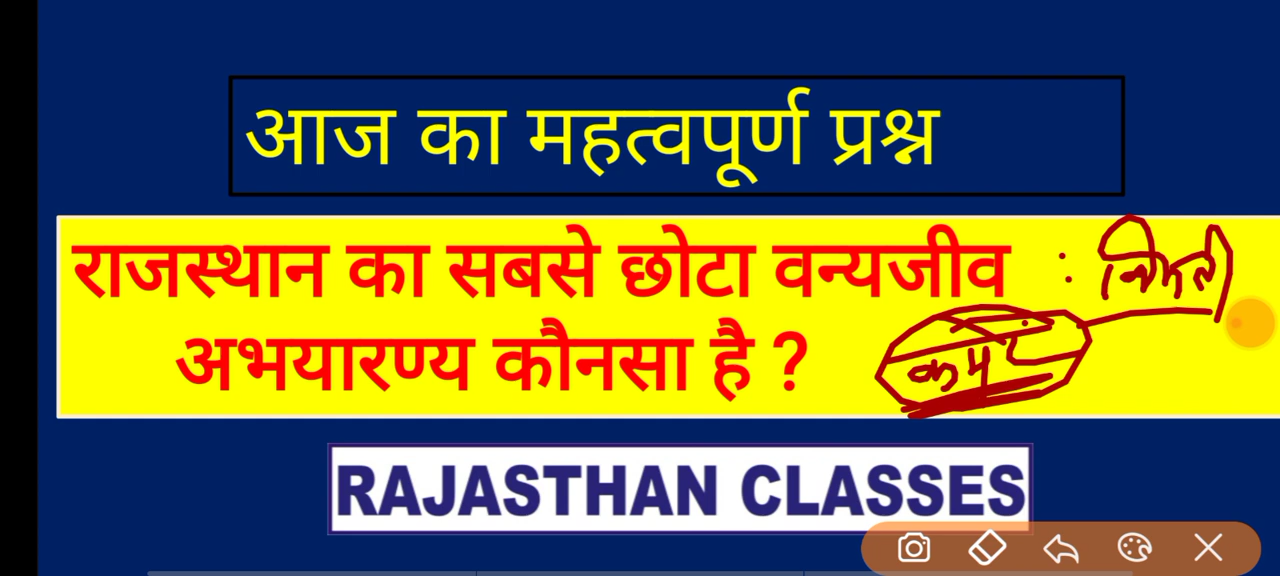 आज का महत्वपूर्ण प्रश्न
राजस्थान का सबसे छोटा वन्यजीव :
अभयारण्य कौनसा है ?
RAJASTHAN CLASSES